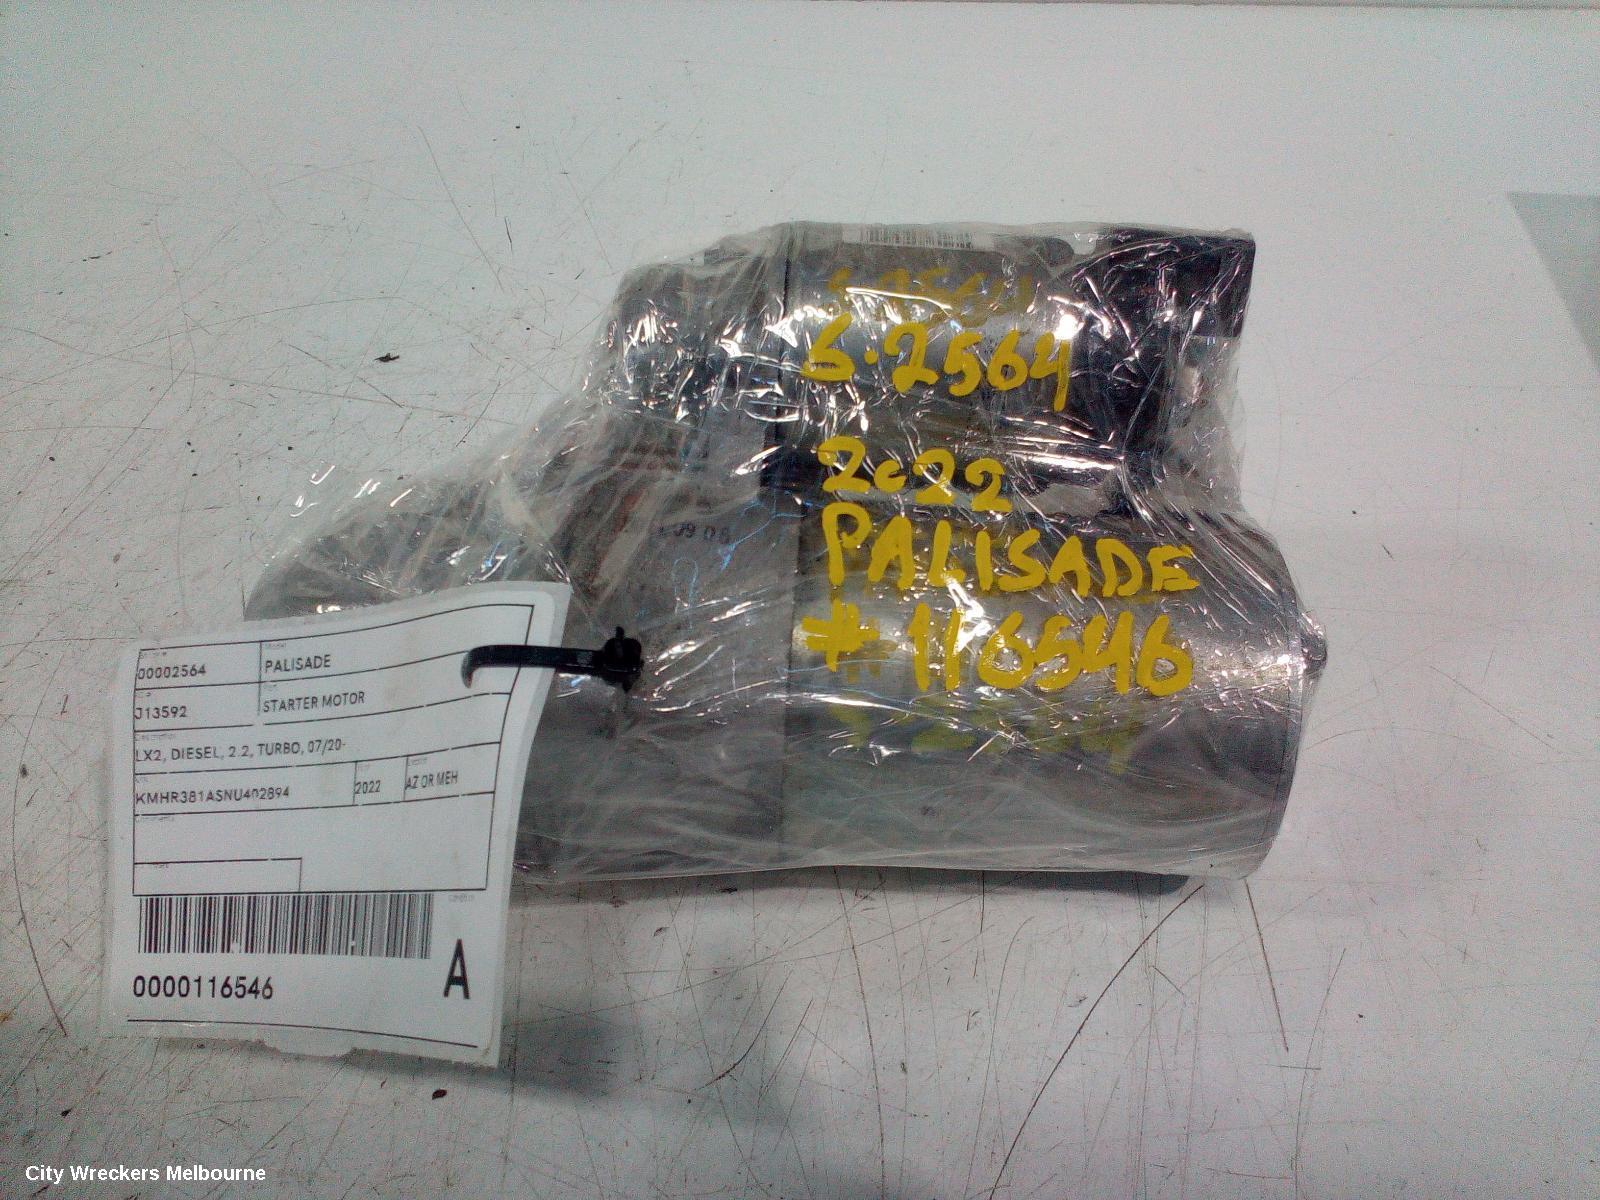 S.2564
2022
PALISADE
# 116546
00002564
PALISADE
J13592
STARTER MOTOR
LX2, DIESEL, 2.2, TURBO, 07/20-
KMHR381ASNU402894
2022
AZ OR MEH
0000116546
A
City Wreckers Melbourne